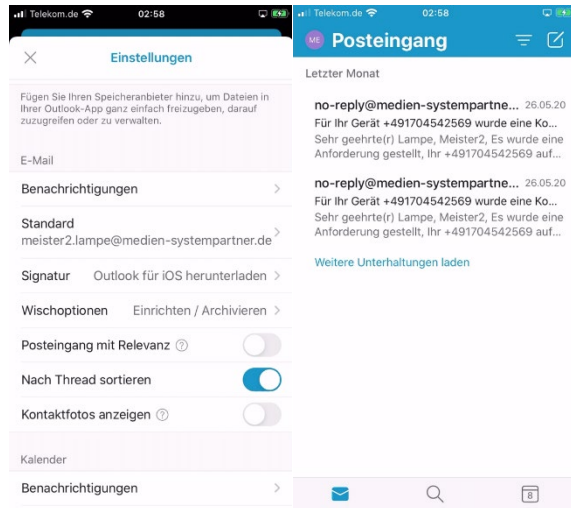 Telekom.de 02:58
Einstellungen
Fügen Sie Ihren Speicheranbieter hinzu, um Dateien in
Ihrer Outlook-App ganz einfach freizugeben, darauf
zuzugreifen oder zu verwalten.
E-Mail
Benachrichtigungen
Standard
meister2.lampe@medien-systempartner.de
Signatur Outlook für iOS herunterladen
Wischoptionen Einrichten / Archivieren
Posteingang mit Relevanz ?
Nach Thread sortieren
Kontaktfotos anzeigen ?
Kalender
Benachrichtigungen
Telekom.de 02:58
ME Posteingang
Letzter Monat
no-reply@medien-systempartne... 26.05.20
Für Ihr Gerät +491704542569 wurde eine Ko...
Sehr geehrte(r) Lampe, Meister2, Es wurde eine
Anforderung gestellt, Ihr +491704542569 auf...
no-reply@medien-systempartne... 26.05.20
Für Ihr Gerät +491704542569 wurde eine Ko...
Sehr geehrte(r) Lampe, Meister2, Es wurde eine
Anforderung gestellt, Ihr +491704542569 auf...
Weitere Unterhaltungen laden
8